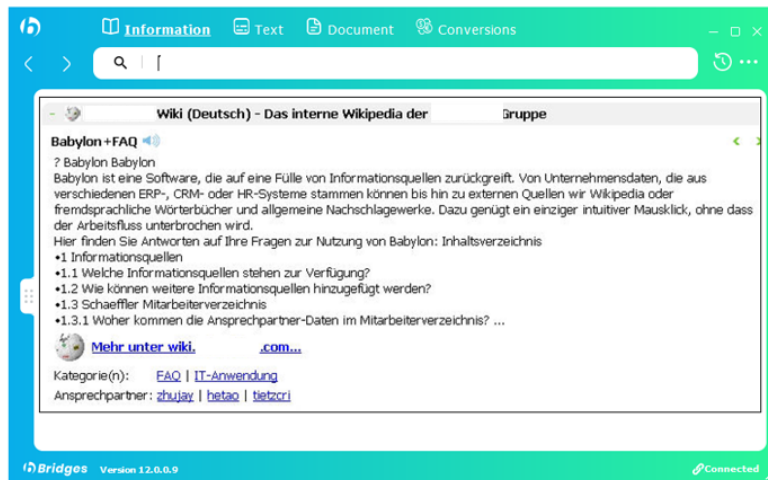 Information Text Document Conversions
- Wiki (Deutsch) - Das interne Wikipedia der Gruppe
Babylon+FAQ
? Babylon Babylon
Babylon ist eine Software, die auf eine Fülle von Informationsquellen zurückgreift. Von Unternehmensdaten, die aus
verschiedenen ERP-, CRM- oder HR-Systeme stammen können bis hin zu externen Quellen wir Wikipedia oder
fremdsprachliche Wörterbücher und allgemeine Nachschlagewerke. Dazu genügt ein einziger intuitiver Mausklick, ohne dass
der Arbeitsfluss unterbrochen wird.
Hier finden Sie Antworten auf Ihre Fragen zur Nutzung von Babylon: Inhaltsverzeichnis
•1 Informationsquellen
•1.1 Welche Informationsquellen stehen zur Verfügung?
•1.2 Wie können weitere Informationsquellen hinzugefügt werden?
•1.3 Schaeffler Mitarbeiterverzeichnis
•1.3.1 Woher kommen die Ansprechpartner-Daten im Mitarbeiterverzeichnis? ...
Mehr unter wiki. .com...
Kategorie(n): FAQ | IT-Anwendung
Ansprechpartner: zhujay | hetao | tietzcri
Bridges Version 12.0.0.9 Connected